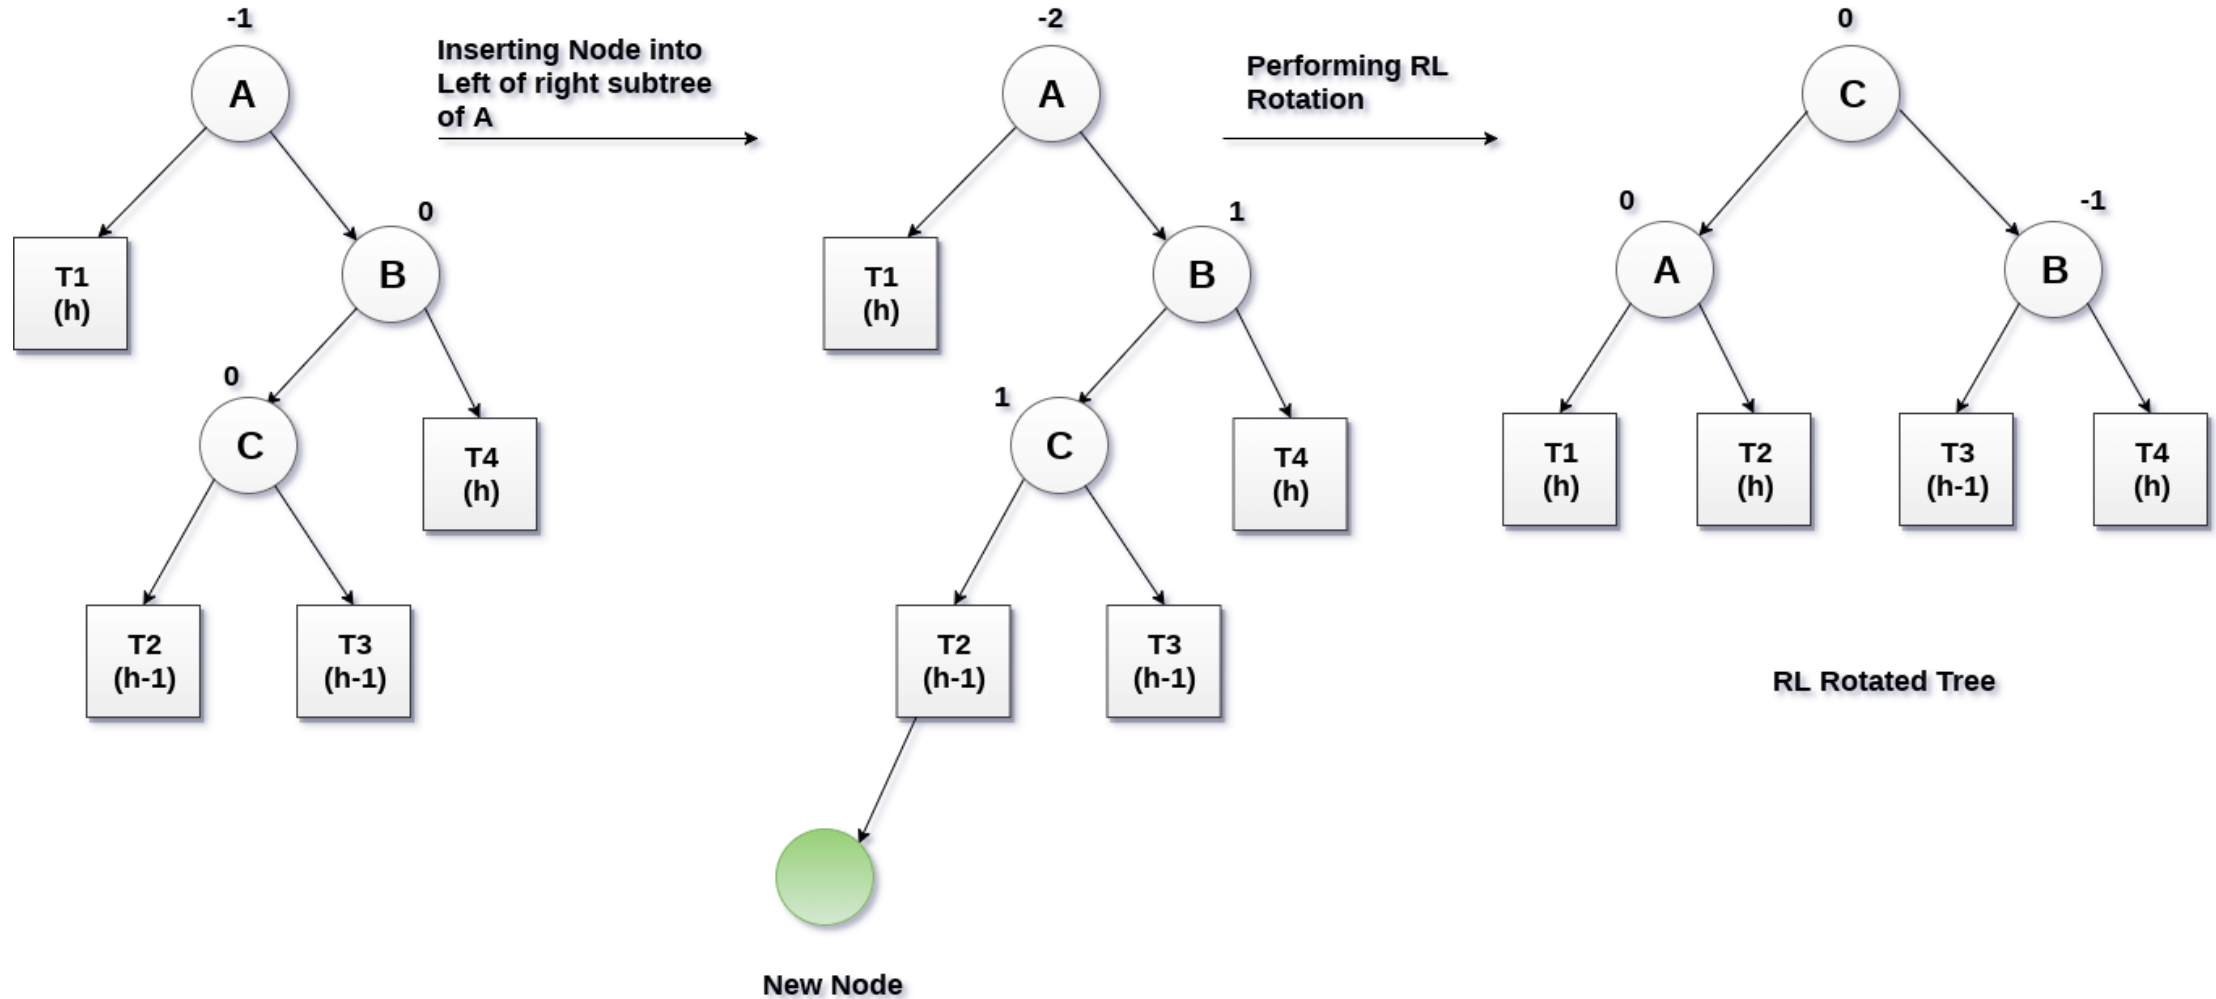 -1
A
0
B
T1
(h)
0
C
T4
(h)
T2
(h-1)
T3
(h-1)
Inserting Node into
Left of right subtree
of A
-2
A
1
B
T1
(h)
1
C
T4
(h)
T2
(h-1)
T3
(h-1)
New Node
Performing RL
Rotation
0
C
0
A
-1
B
T1
(h)
T2
(h)
T3
(h-1)
T4
(h)
RL Rotated Tree